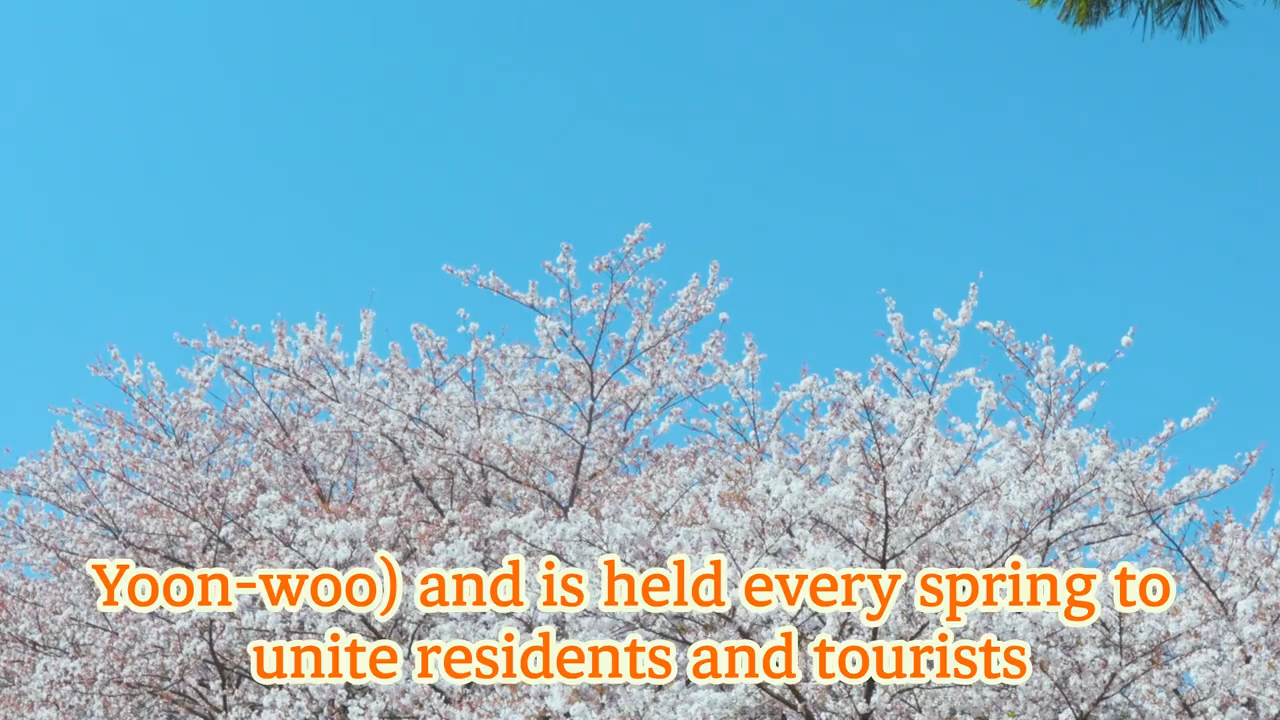 Yoon-woo) and is held every spring to
unite residents and tourists